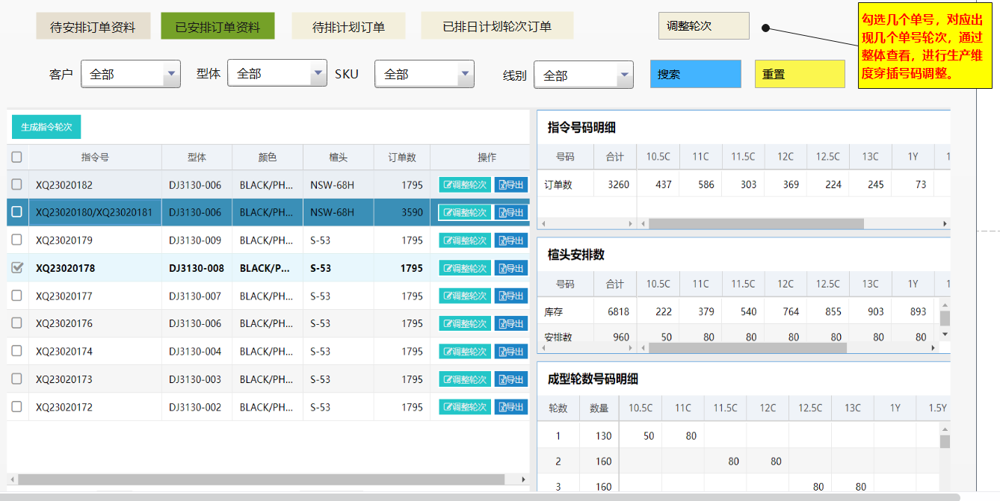 待安排订单资料 已安排订单资料 待排计划订单 已排日计划轮次订单 调整轮次
勾选几个单号，对应出
现几个单号轮次，通过
整体查看，进行生产维
度穿插号码调整。
客户 全部 型体 全部 SKU 全部 线别 全部 搜索 重置
生成指令轮次
指令号 型体 颜色 楦头 订单数 操作
XQ23020182 DJ3130-006 BLACK/PH... NSW-68H 1795 调整轮次 导出
XQ23020180/XQ23020181 DJ3130-006 BLACK/PH... NSW-68H 3590 调整轮次 导出
XQ23020179 DJ3130-009 BLACK/PH... S-53 1795 调整轮次 导出
XQ23020178 DJ3130-008 BLACK/P... S-53 1795 调整轮次 导出
XQ23020177 DJ3130-007 BLACK/PH... S-53 1795 调整轮次 导出
XQ23020176 DJ3130-006 BLACK/PH... S-53 1795 调整轮次 导出
XQ23020174 DJ3130-004 BLACK/PH... S-53 1795 调整轮次 导出
XQ23020173 DJ3130-003 BLACK/PH... S-53 1795 调整轮次 导出
XQ23020172 DJ3130-002 BLACK/PH... S-53 1795 调整轮次 导出
指令号码明细
号码 合计 10.5C 11C 11.5C 12C 12.5C 13C 1Y 1
订单数 3260 437 586 303 369 224 245 73
楦头安排数
号码 合计 10.5C 11C 11.5C 12C 12.5C 13C 1Y 1
库存 6818 222 379 540 764 855 903 893
安排数 960 50 80 80 80 80 80 80
成型轮数号码明细
轮数 数量 10.5C 11C 11.5C 12C 12.5C 13C 1Y 1.5Y
1 130 50 80
2 160 80 80
3 160 80 80